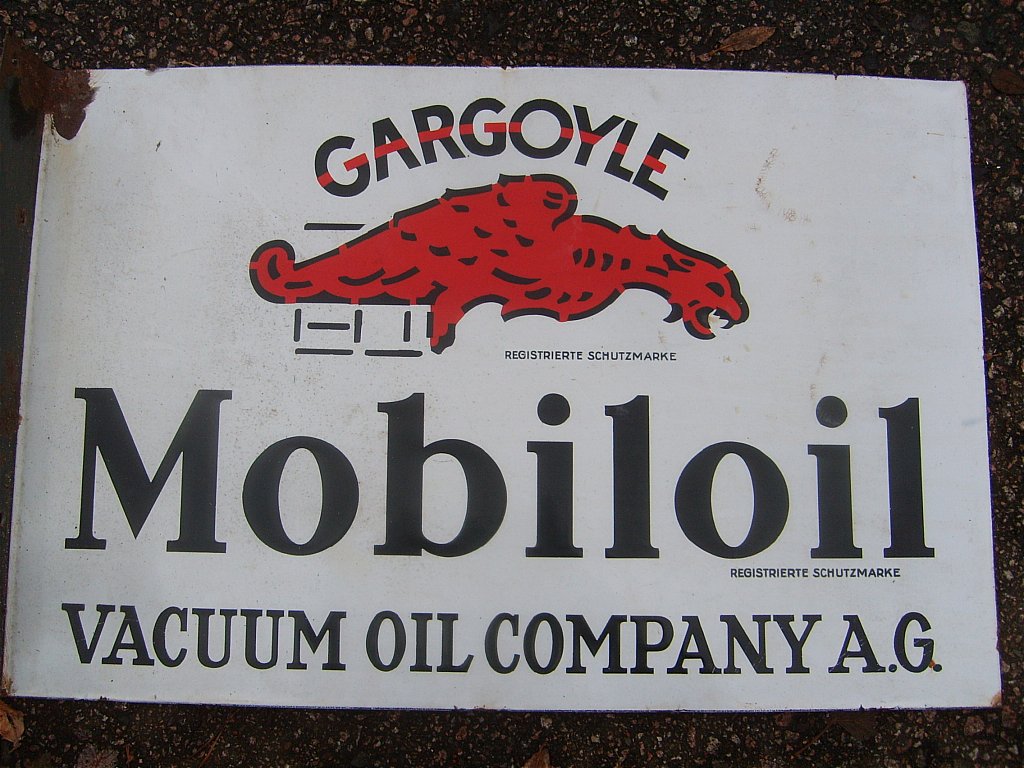 GARGOYLE
REGISTRIERTE SCHUTZMARKE
Mobiloil
REGISTRIERTE SCHUTZMARKE
VACUUM OIL COMPANY A.G.